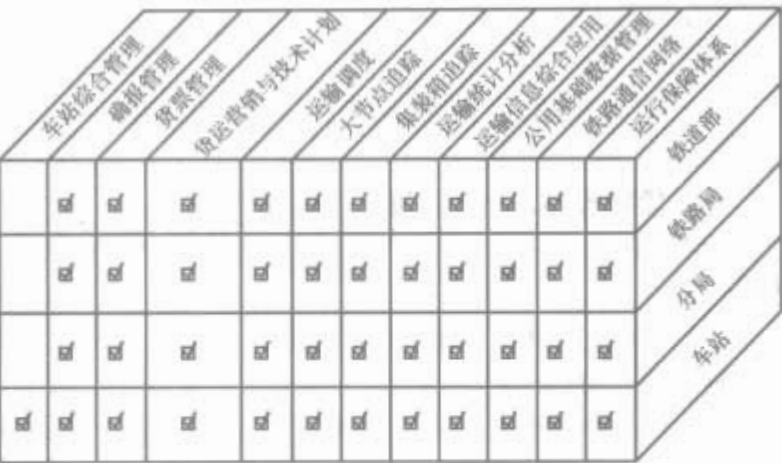 车站综合管理
确报管理
货票管理
货运营销与技术计划
运输调度
大节点追踪
集装箱追踪
运输统计分析
运输信息综合应用
公用基础数据管理
铁路通信网络
运行保障体系
铁道部
铁路局
分局
车站